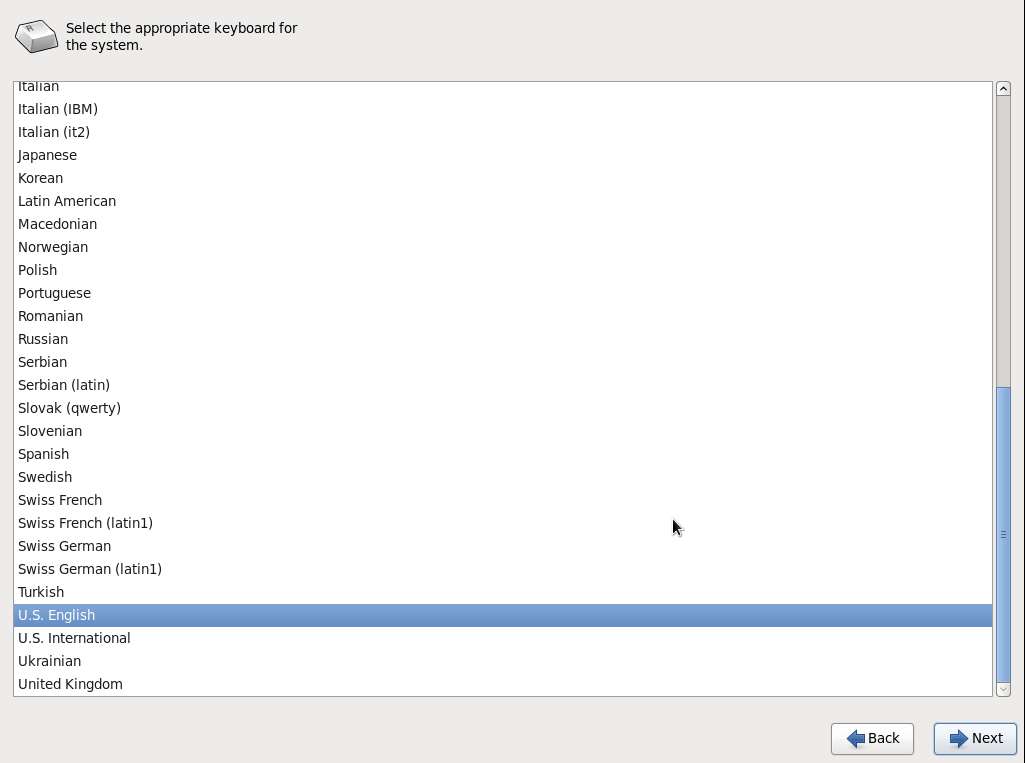 Select the appropriate keyboard for
the system.
Italian
Italian (IBM)
Italian (it2)
Japanese
Korean
Latin American
Macedonian
Norwegian
Polish
Portuguese
Romanian
Russian
Serbian
Serbian (latin)
Slovak (qwerty)
Slovenian
Spanish
Swedish
Swiss French
Swiss French (latin1)
Swiss German
Swiss German (latin1)
Turkish
U.S. English
U.S. International
Ukrainian
United Kingdom
Back
Next